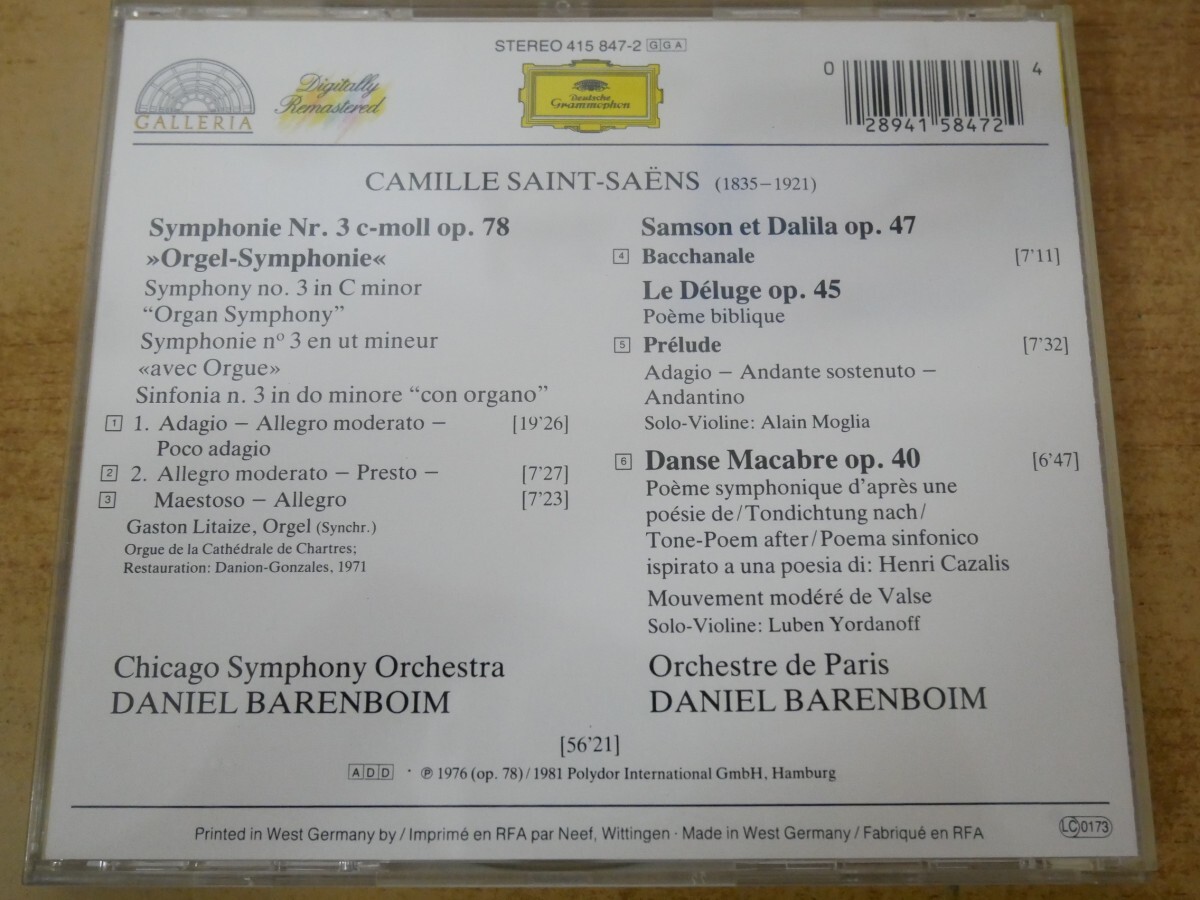 STEREO 415 847-2 GGA
GALLERIA
Digitally
Remastered
Deutsche
Grammophon
0 28941 58472 4
CAMILLE SAINT-SAËNS (1835–1921)
Symphonie Nr. 3 c-moll op. 78
»Orgel-Symphonie«
Symphony no. 3 in C minor
“Organ Symphony”
Symphonie nº 3 en ut mineur
«avec Orgue»
Sinfonia n. 3 in do minore “con organo”
1 1. Adagio – Allegro moderato – [19'26]
Poco adagio
2 2. Allegro moderato – Presto – [7'27]
3 Maestoso – Allegro [7'23]
Gaston Litaize, Orgel (Synchr.)
Orgue de la Cathédrale de Chartres;
Restauration: Danion-Gonzales, 1971
Chicago Symphony Orchestra
DANIEL BARENBOIM
Samson et Dalila op. 47
4 Bacchanale [7'11]
Le Déluge op. 45
Poème biblique
5 Prélude [7'32]
Adagio – Andante sostenuto –
Andantino
Solo-Violine: Alain Moglia
6 Danse Macabre op. 40 [6'47]
Poème symphonique d'après une
poésie de/Tondichtung nach/
Tone-Poem after/Poema sinfonico
ispirato a una poesia di: Henri Cazalis
Mouvement modéré de Valse
Solo-Violine: Luben Yordanoff
Orchestre de Paris
DANIEL BARENBOIM
[56'21]
ADD · ℗ 1976 (op. 78)/1981 Polydor International GmbH, Hamburg
Printed in West Germany by/Imprimé en RFA par Neef, Wittingen · Made in West Germany/Fabriqué en RFA
LC 0173